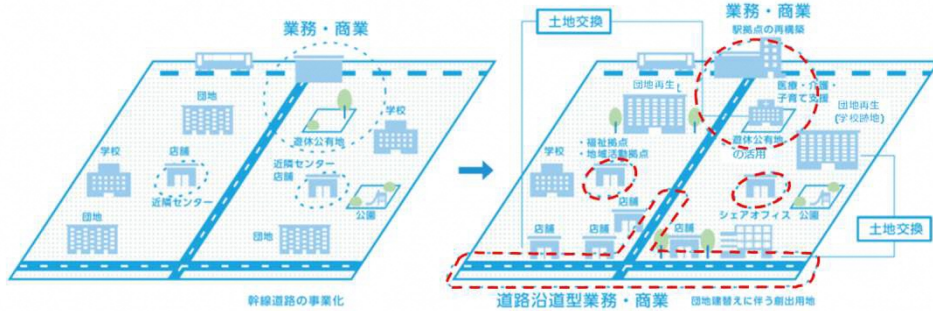 業務・商業
団地
学校
遊休公有地
学校
店舗
近隣センター
店舗
近隣センター
公園
団地
団地
幹線道路の事業化
土地交換
業務・商業
駅拠点の再構築
団地再生
医療・介護・
子育て支援
団地再生
(学校跡地)
遊休公有地
の活用
学校
福祉拠点
・地域活動拠点
シェアオフィス
公園
店舗
店舗
店舗
店舗
土地交換
道路沿道型業務・商業
団地建替えに伴う創出用地